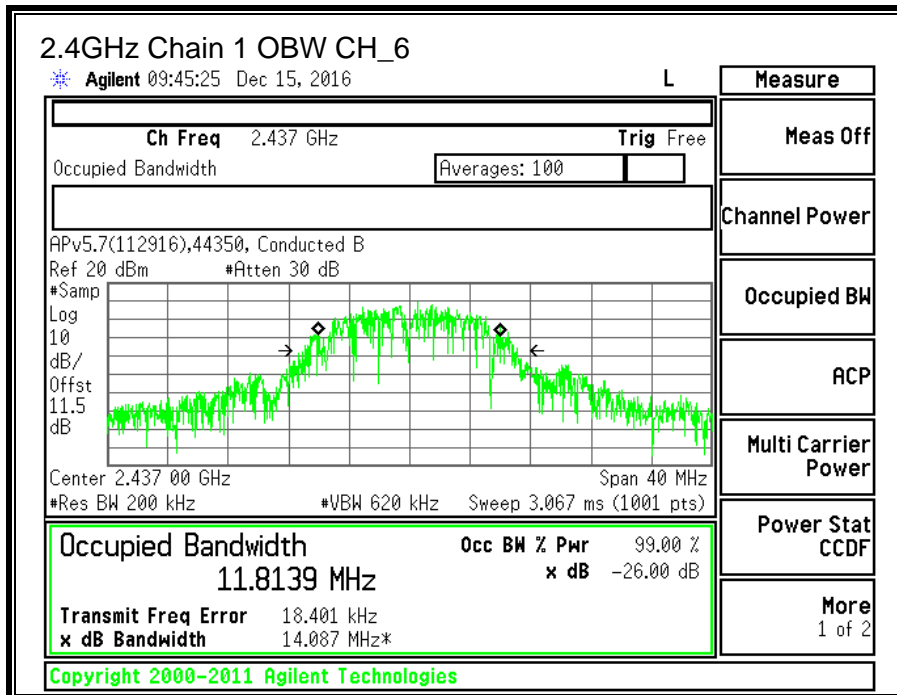 2.4GHz Chain 1 OBW CH_6
Agilent 09:45:25 Dec 15, 2016 L
Measure
Ch Freq 2.437 GHz Trig Free
Occupied Bandwidth Averages: 100
APv5.7(112916),44350, Conducted B
Ref 20 dBm #Atten 30 dB
#Samp
Log
10
dB/
Offst
11.5
dB
Center 2.437 00 GHz Span 40 MHz
#Res BW 200 kHz #VBW 620 kHz Sweep 3.067 ms (1001 pts)
Occupied Bandwidth Occ BW % Pwr 99.00 %
11.8139 MHz x dB -26.00 dB
Transmit Freq Error 18.401 kHz
x dB Bandwidth 14.087 MHz*
Copyright 2000-2011 Agilent Technologies
Meas Off
Channel Power
Occupied BW
ACP
Multi Carrier
Power
Power Stat
CCDF
More
1 of 2